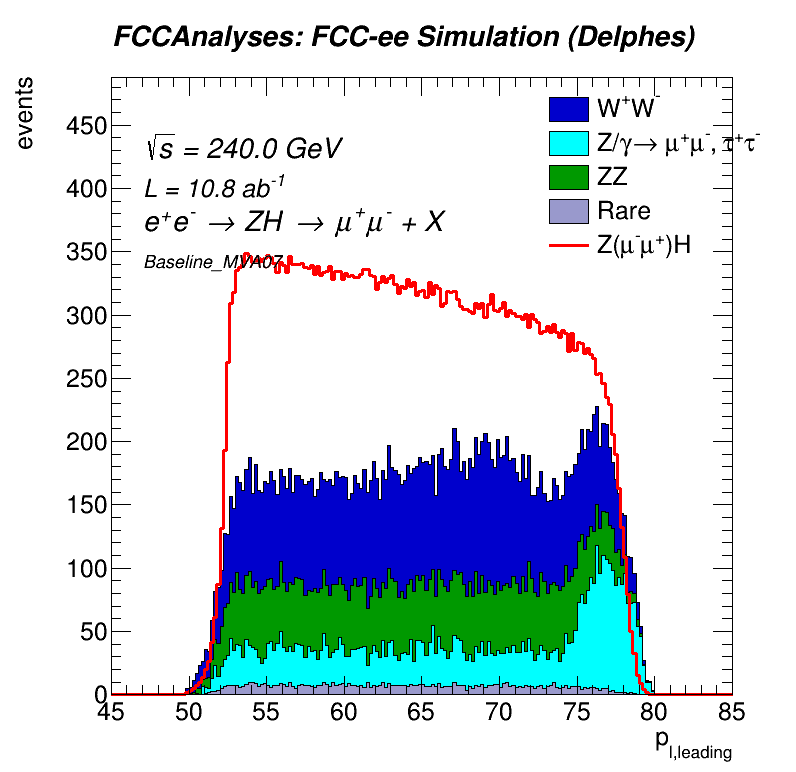 FCCAnalyses: FCC-ee Simulation (Delphes)
events
√s = 240.0 GeV
L = 10.8 ab⁻¹
e⁺e⁻ → ZH → μ⁺μ⁻ + X
Baseline_MVA07
W⁺W⁻
Z/γ→ μ⁺μ⁻, τ⁺τ⁻
ZZ
Rare
Z(μ⁻μ⁺)H
450
400
350
300
250
200
150
100
50
0
45 50 55 60 65 70 75 80 85
p l,leading